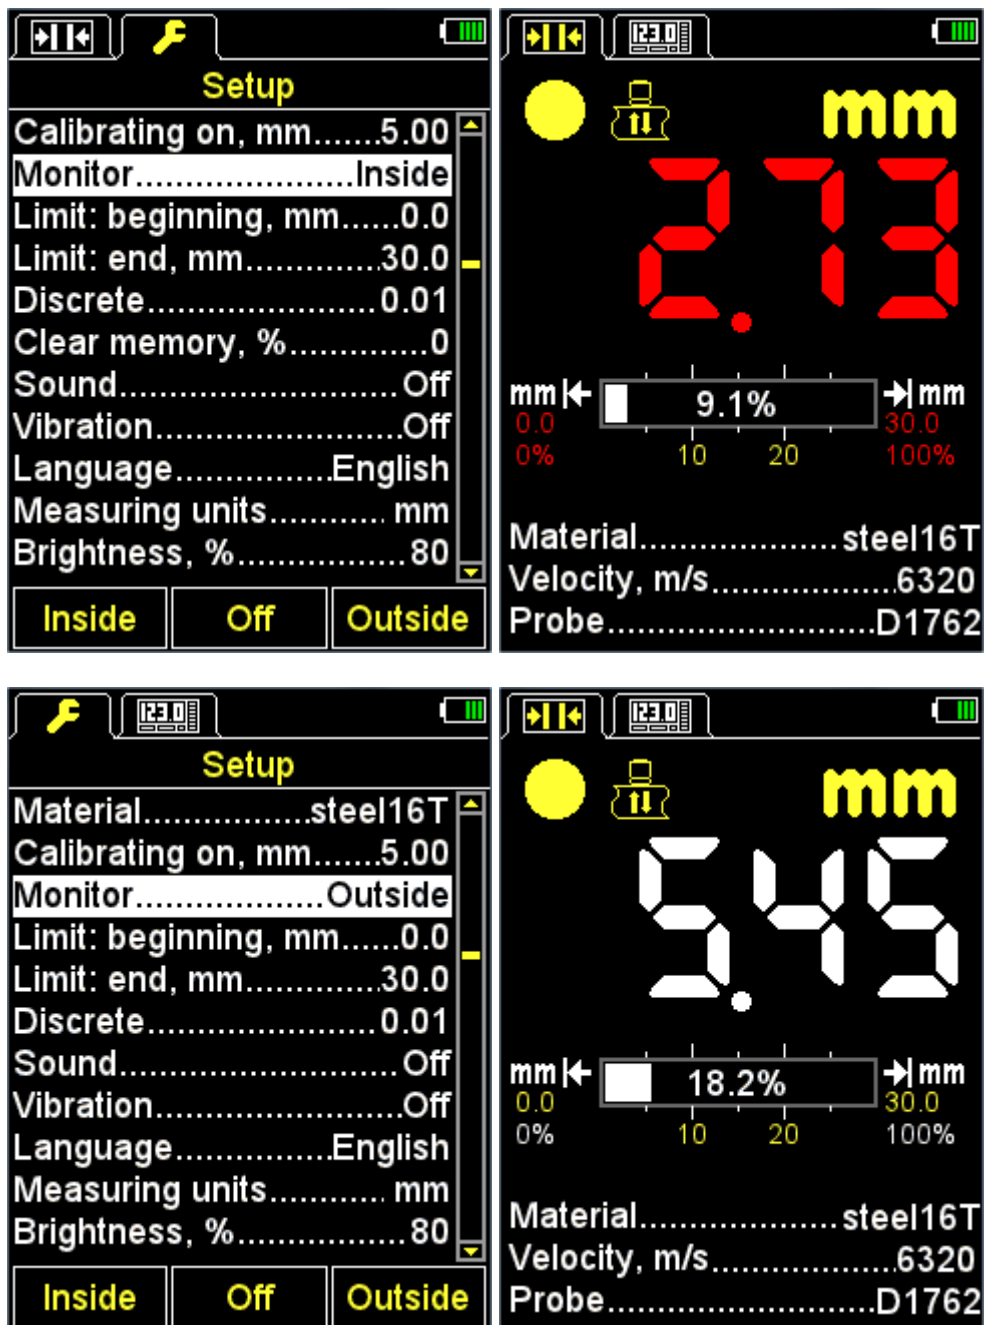 Setup
Calibrating on, mm.......5.00
Monitor......................Inside
Limit: beginning, mm......0.0
Limit: end, mm.............30.0
Discrete.......................0.01
Clear memory, %..............0
Sound............................Off
Vibration.........................Off
Language................English
Measuring units............ mm
Brightness, %.................80
Inside Off Outside
123.0
mm
2.73
mm mm
9.1%
0.0 30.0
0% 10 20 100%
Material....................steel16T
Velocity, m/s...................6320
Probe...........................D1762
123.0
Setup
Material.................steel16T
Calibrating on, mm.......5.00
Monitor...................Outside
Limit: beginning, mm......0.0
Limit: end, mm.............30.0
Discrete.......................0.01
Sound............................Off
Vibration.........................Off
Language................English
Measuring units............ mm
Brightness, %.................80
Inside Off Outside
123.0
mm
5.45
mm mm
18.2%
0.0 30.0
0% 10 20 100%
Material....................steel16T
Velocity, m/s...................6320
Probe...........................D1762